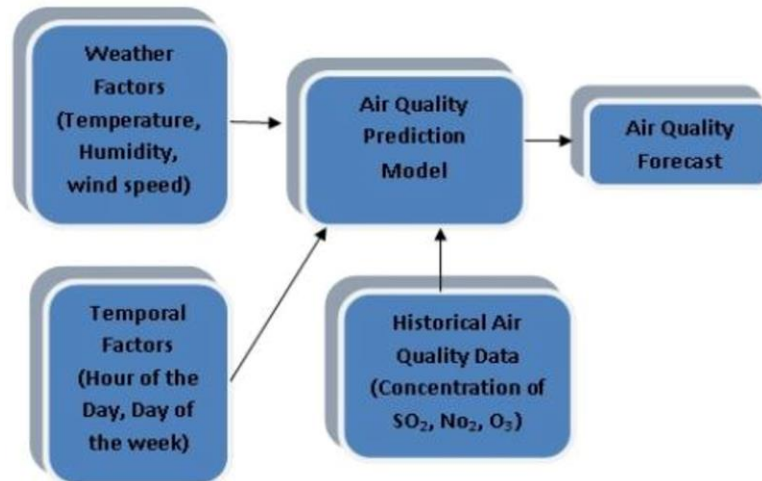 Weather
Factors
(Temperature,
Humidity,
wind speed)
Air Quality
Prediction
Model
Air Quality
Forecast
Temporal
Factors
(Hour of the
Day, Day of
the week)
Historical Air
Quality Data
(Concentration of
SO₂, No₂, O₃)